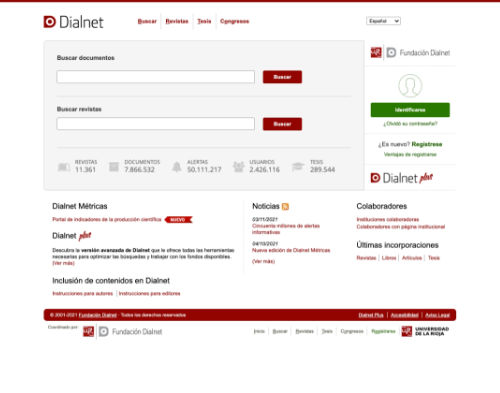 Dialnet
Buscar Revistas Tesis Congresos
Español
Buscar documentos
Buscar
Buscar revistas
Buscar
REVISTAS
11.361
DOCUMENTOS
7.866.532
ALERTAS
50.111.217
USUARIOS
2.426.116
TESIS
289.544
Fundación Dialnet
Identificarse
¿Olvidó su contraseña?
¿Es nuevo? Regístrese
Ventajas de registrarse
Dialnet plus
Dialnet Métricas
Portal de indicadores de la producción científica NUEVO
Dialnet plus
Descubra la versión avanzada de Dialnet que le ofrece todas las herramientas
necesarias para optimizar las búsquedas y trabajar con los fondos disponibles.
(Ver más)
Inclusión de contenidos en Dialnet
Instrucciones para autores Instrucciones para editores
Noticias
03/11/2021
Cincuenta millones de alertas
informativas
04/10/2021
Nueva edición de Dialnet Métricas
(Ver más)
Colaboradores
Instituciones colaboradoras
Colaboradores con página institucional
Últimas incorporaciones
Revistas Libros Artículos Tesis
© 2001-2021 Fundación Dialnet · Todos los derechos reservados
Dialnet Plus Accesibilidad Aviso Legal
Coordinado por:
Fundación Dialnet
Inicio Buscar Revistas Tesis Congresos Regístrarse
UNIVERSIDAD
DE LA RIOJA